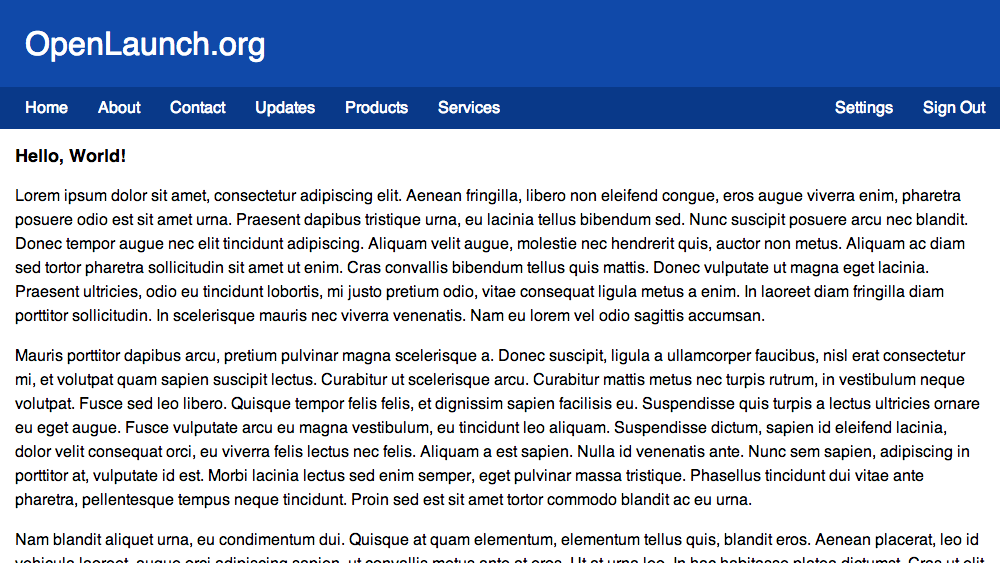 OpenLaunch.org
Home About Contact Updates Products Services Settings Sign Out
Hello, World!
Lorem ipsum dolor sit amet, consectetur adipiscing elit. Aenean fringilla, libero non eleifend congue, eros augue viverra enim, pharetra
posuere odio est sit amet urna. Praesent dapibus tristique urna, eu lacinia tellus bibendum sed. Nunc suscipit posuere arcu nec blandit.
Donec tempor augue nec elit tincidunt adipiscing. Aliquam velit augue, molestie nec hendrerit quis, auctor non metus. Aliquam ac diam
sed tortor pharetra sollicitudin sit amet ut enim. Cras convallis bibendum tellus quis mattis. Donec vulputate ut magna eget lacinia.
Praesent ultricies, odio eu tincidunt lobortis, mi justo pretium odio, vitae consequat ligula metus a enim. In laoreet diam fringilla diam
porttitor sollicitudin. In scelerisque mauris nec viverra venenatis. Nam eu lorem vel odio sagittis accumsan.
Mauris porttitor dapibus arcu, pretium pulvinar magna scelerisque a. Donec suscipit, ligula a ullamcorper faucibus, nisl erat consectetur
mi, et volutpat quam sapien suscipit lectus. Curabitur ut scelerisque arcu. Curabitur mattis metus nec turpis rutrum, in vestibulum neque
volutpat. Fusce sed leo libero. Quisque tempor felis felis, et dignissim sapien facilisis eu. Suspendisse quis turpis a lectus ultricies ornare
eu eget augue. Fusce vulputate arcu eu magna vestibulum, eu tincidunt leo aliquam. Suspendisse dictum, sapien id eleifend lacinia,
dolor velit consequat orci, eu viverra felis lectus nec felis. Aliquam a est sapien. Nulla id venenatis ante. Nunc sem sapien, adipiscing in
porttitor at, vulputate id est. Morbi lacinia lectus sed enim semper, eget pulvinar massa tristique. Phasellus tincidunt dui vitae ante
pharetra, pellentesque tempus neque tincidunt. Proin sed est sit amet tortor commodo blandit ac eu urna.
Nam blandit aliquet urna, eu condimentum dui. Quisque at quam elementum, elementum tellus quis, blandit eros. Aenean placerat, leo id